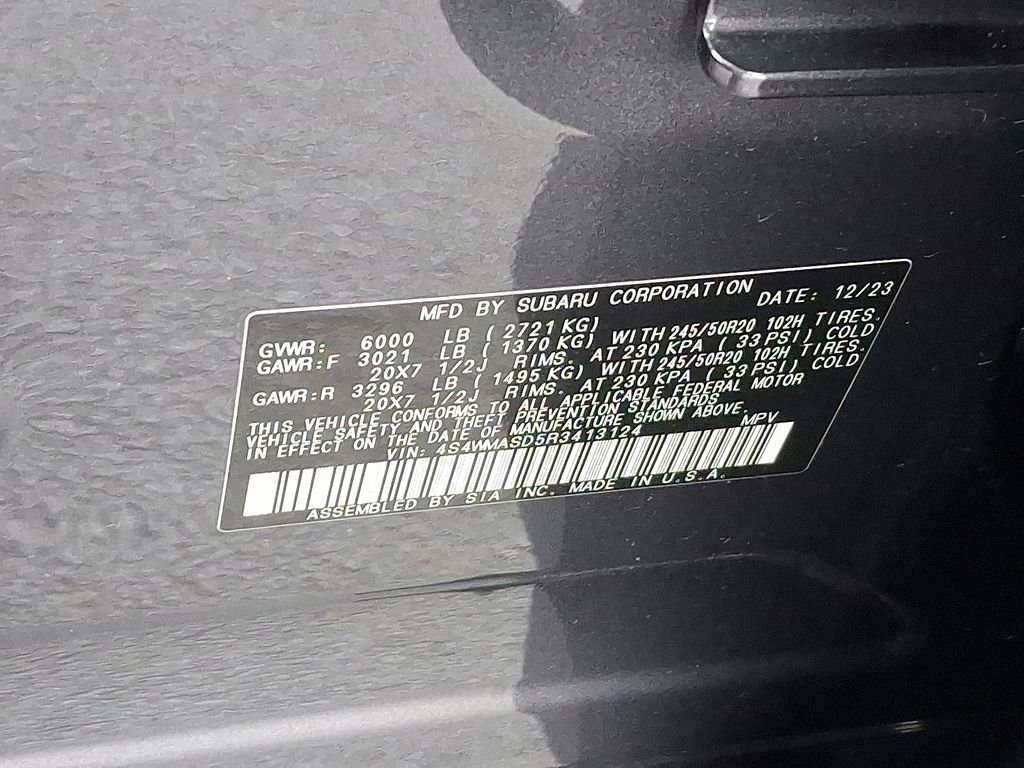 MFD BY SUBARU CORPORATION DATE: 12/23
GVWR: 6000 LB (2721 KG)
GAWR:F 3021 LB (1370 KG) WITH 245/50R20 102H TIRES.
20X7 1/2J RIMS. AT 230 KPA (33 PSI) COLD
GAWR:R 3296 LB (1495 KG) WITH 245/50R20 102H TIRES.
20X7 1/2J RIMS. AT 230 KPA (33 PSI) COLD
THIS VEHICLE CONFORMS TO ALL APPLICABLE FEDERAL MOTOR
VEHICLE SAFETY AND THEFT PREVENTION STANDARDS
IN EFFECT ON THE DATE OF MANUFACTURE SHOWN ABOVE.
VIN: 4S4WMASD5R3413124 MPV
ASSEMBLED BY SIA INC. MADE IN U.S.A.